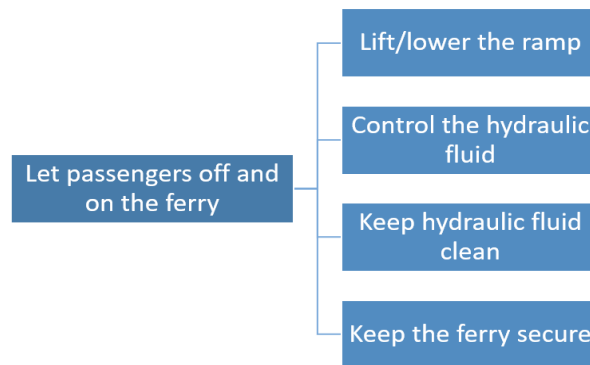 Lift/lower the ramp
Control the hydraulic
fluid
Let passengers off and
on the ferry
Keep hydraulic fluid
clean
Keep the ferry secure